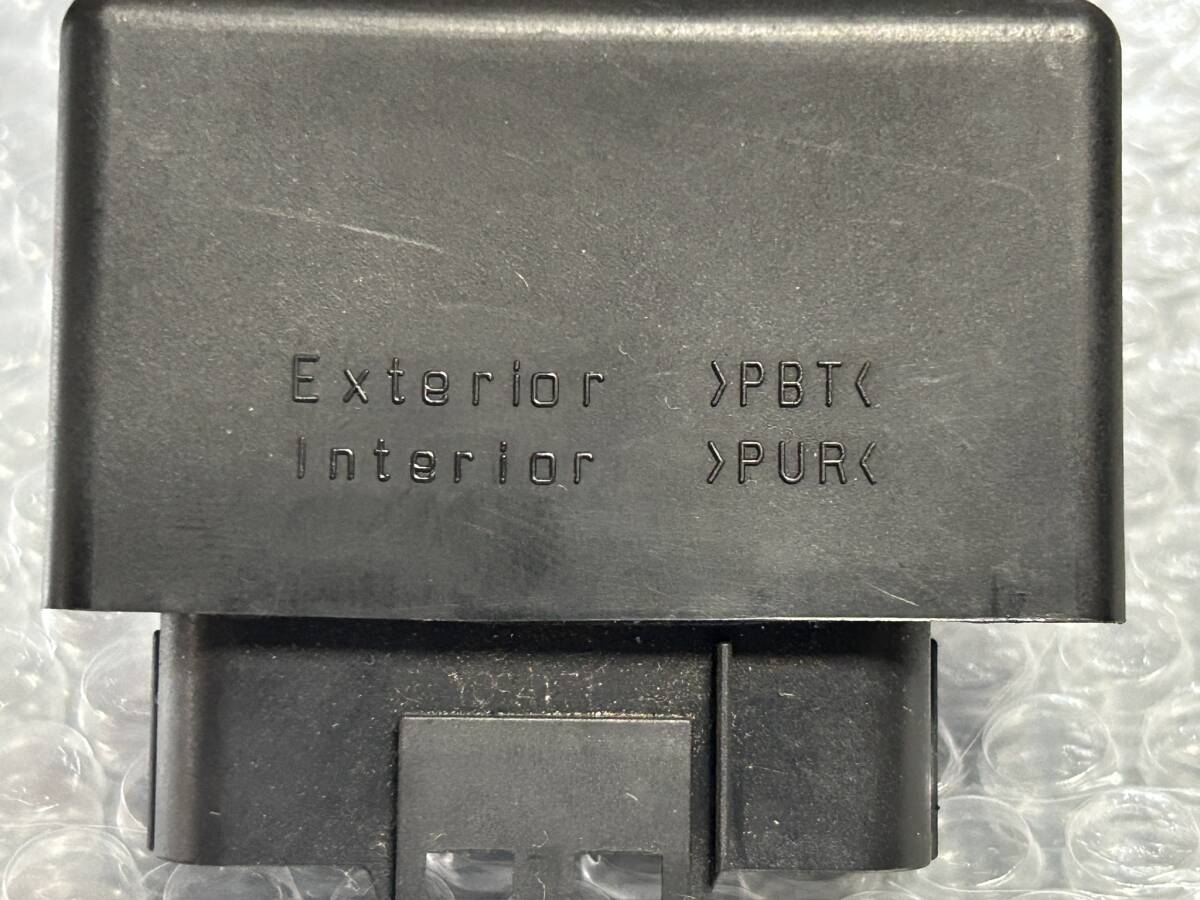 Exterior >PBT<
Interior >PUR<